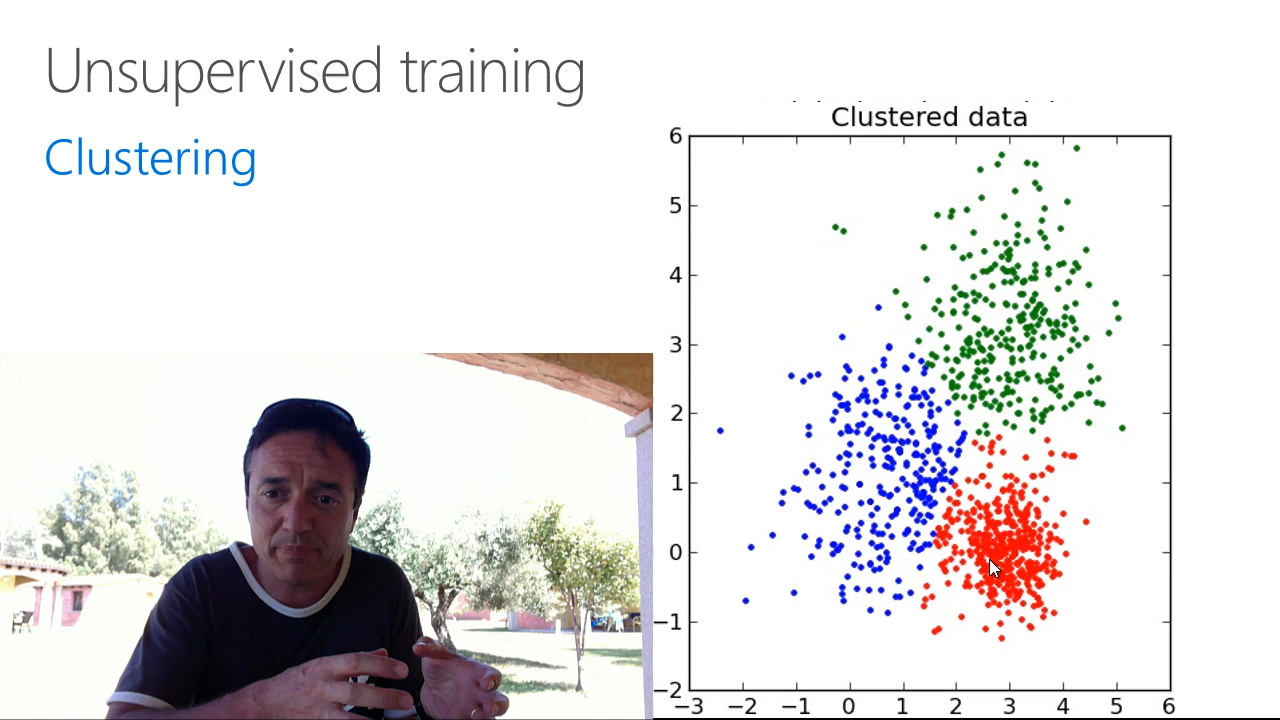 Unsupervised training
Clustering
Clustered data
6
5
4
3
2
1
0
−1
−2
−3 −2 −1 0 1 2 3 4 5 6